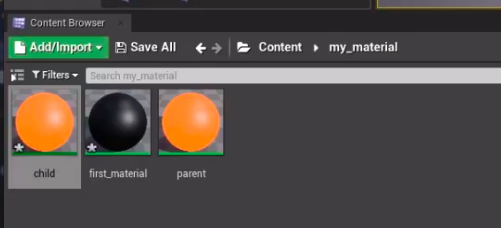 Content Browser
Add/Import Save All Content my_material
Filters Search my_material
child first_material parent